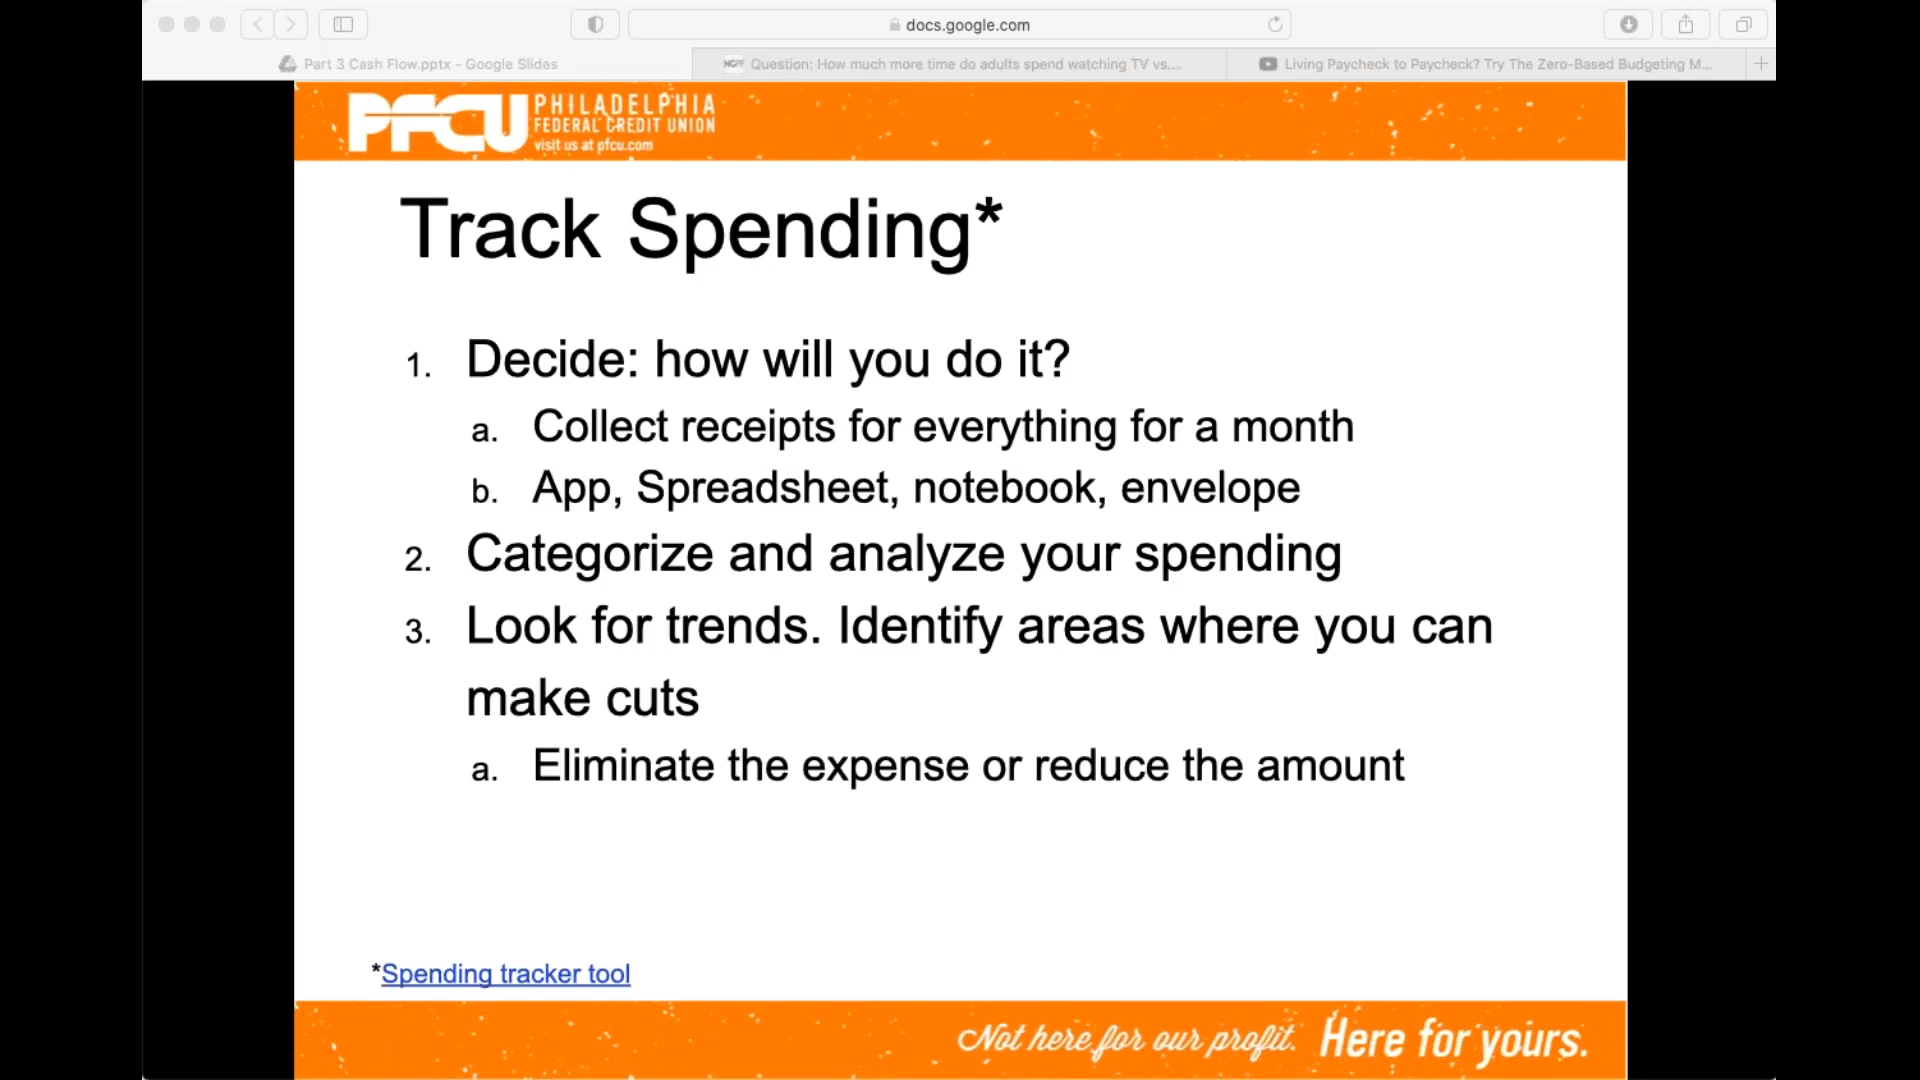 docs.google.com
Part 3 Cash Flow.pptx - Google Slides
NGPF Question: How much more time do adults spend watching TV vs....
Living Paycheck to Paycheck? Try The Zero-Based Budgeting M...
PFCU PHILADELPHIA
FEDERAL CREDIT UNION
visit us at pfcu.com
Track Spending*
1. Decide: how will you do it?
a. Collect receipts for everything for a month
b. App, Spreadsheet, notebook, envelope
2. Categorize and analyze your spending
3. Look for trends. Identify areas where you can
make cuts
a. Eliminate the expense or reduce the amount
*Spending tracker tool
Not here for our profit. Here for yours.